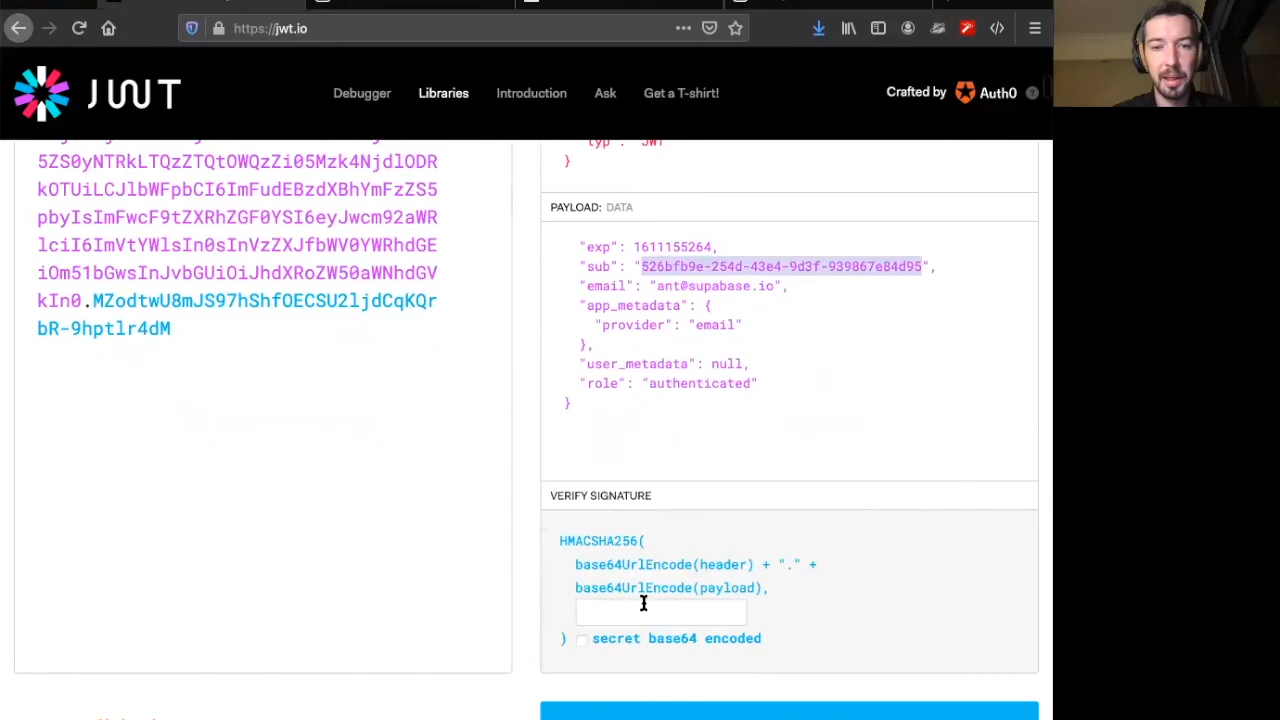 https://jwt.io
JWT
Debugger
Libraries
Introduction
Ask
Get a T-shirt!
Crafted by
Auth0
?
5ZS0yNTRkLTQzZTQtOWQzZi05Mzk4NjdlODR
kOTUiLCJlbWFpbCI6ImFudEBzdXBhYmFzZS5
pbyIsImFwcF9tZXRhZGF0YSI6eyJwcm92aWR
lciI6ImVtYWlsIn0sInVzZXJfbWV0YWRhdGE
iOm51bGwsInJvbGUiOiJhdXRoZW50aWNhdGV
kIn0.MZodtwU8mJS97hShfOECSU2ljdCqKQr
bR-9hptlr4dM
"typ": "JWT"
}
PAYLOAD: DATA
"exp": 1611155264,
"sub": "526bfb9e-254d-43e4-9d3f-939867e84d95",
"email": "ant@supabase.io",
"app_metadata": {
"provider": "email"
},
"user_metadata": null,
"role": "authenticated"
}
VERIFY SIGNATURE
HMACSHA256(
base64UrlEncode(header) + "." +
base64UrlEncode(payload),
) secret base64 encoded